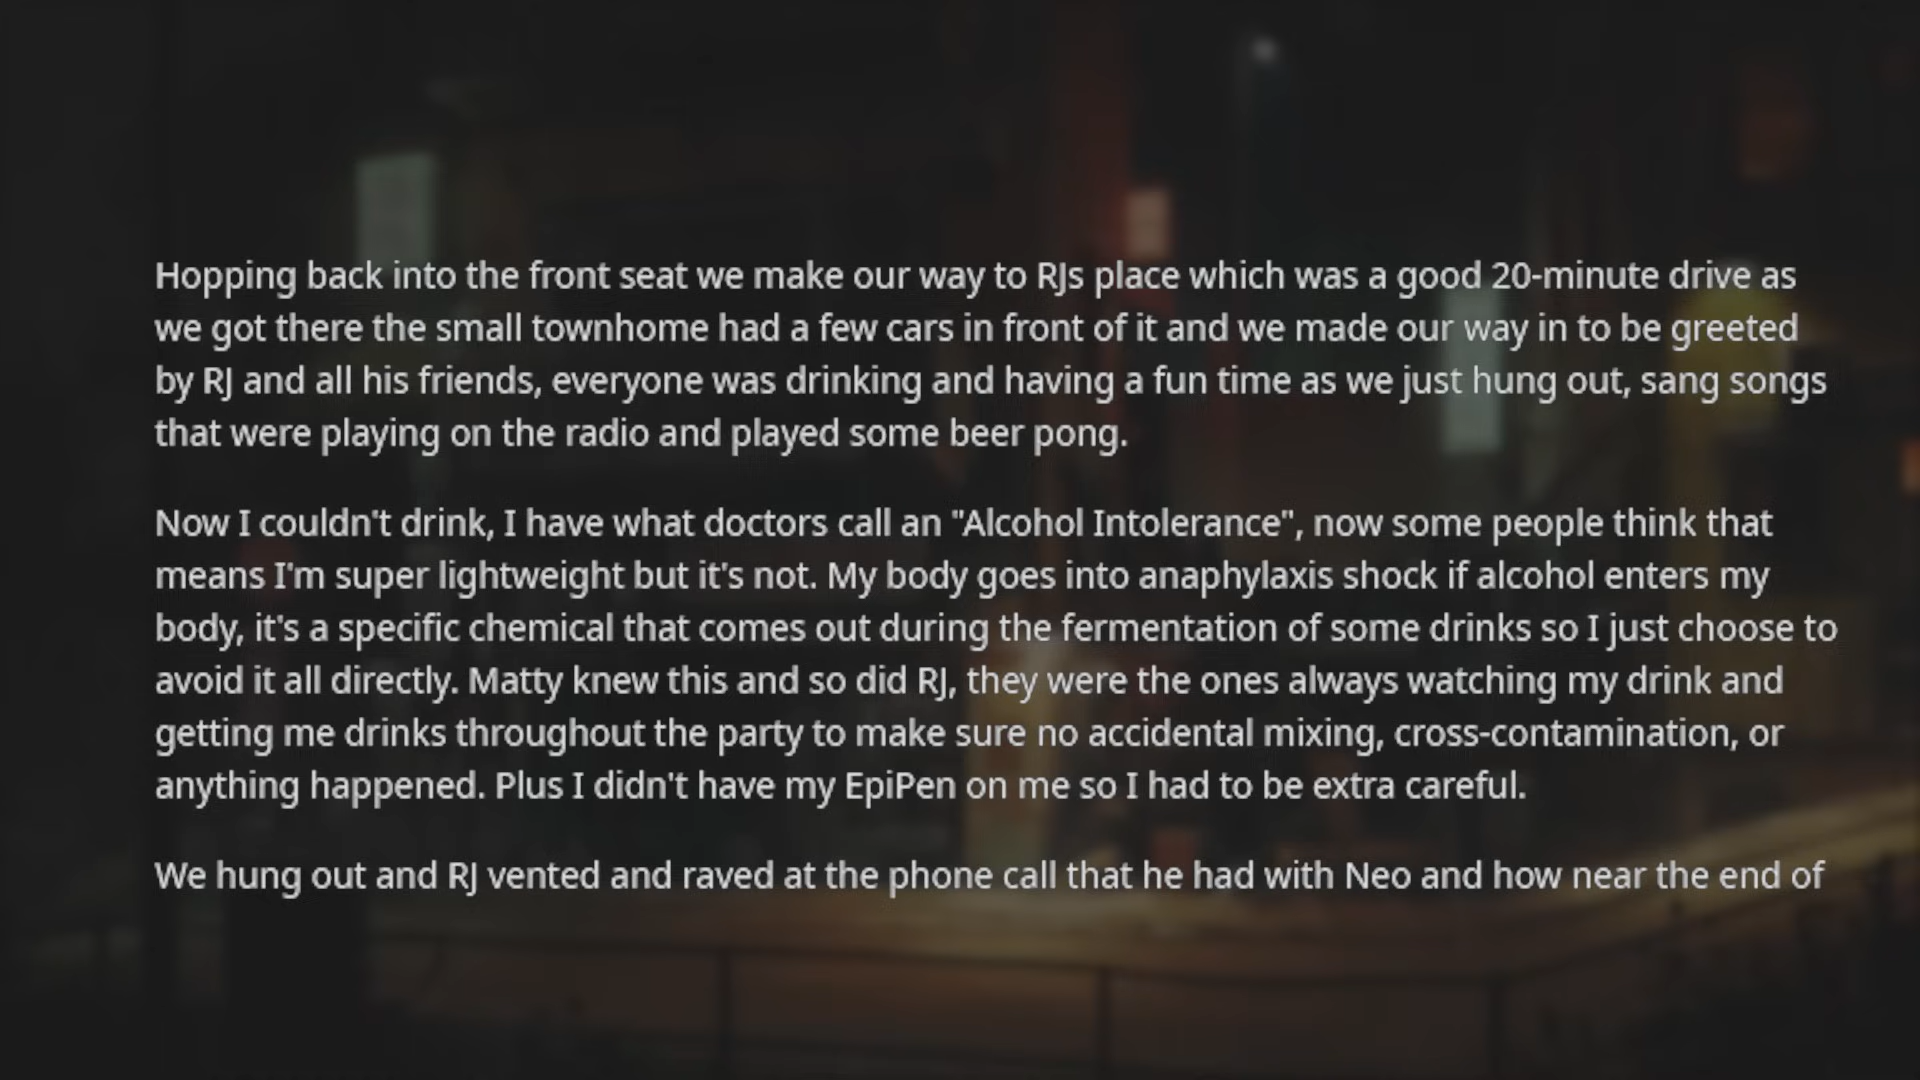 Hopping back into the front seat we make our way to RJs place which was a good 20-minute drive as
we got there the small townhome had a few cars in front of it and we made our way in to be greeted
by RJ and all his friends, everyone was drinking and having a fun time as we just hung out, sang songs
that were playing on the radio and played some beer pong.
Now I couldn't drink, I have what doctors call an "Alcohol Intolerance", now some people think that
means I'm super lightweight but it's not. My body goes into anaphylaxis shock if alcohol enters my
body, it's a specific chemical that comes out during the fermentation of some drinks so I just choose to
avoid it all directly. Matty knew this and so did RJ, they were the ones always watching my drink and
getting me drinks throughout the party to make sure no accidental mixing, cross-contamination, or
anything happened. Plus I didn't have my EpiPen on me so I had to be extra careful.
We hung out and RJ vented and raved at the phone call that he had with Neo and how near the end of